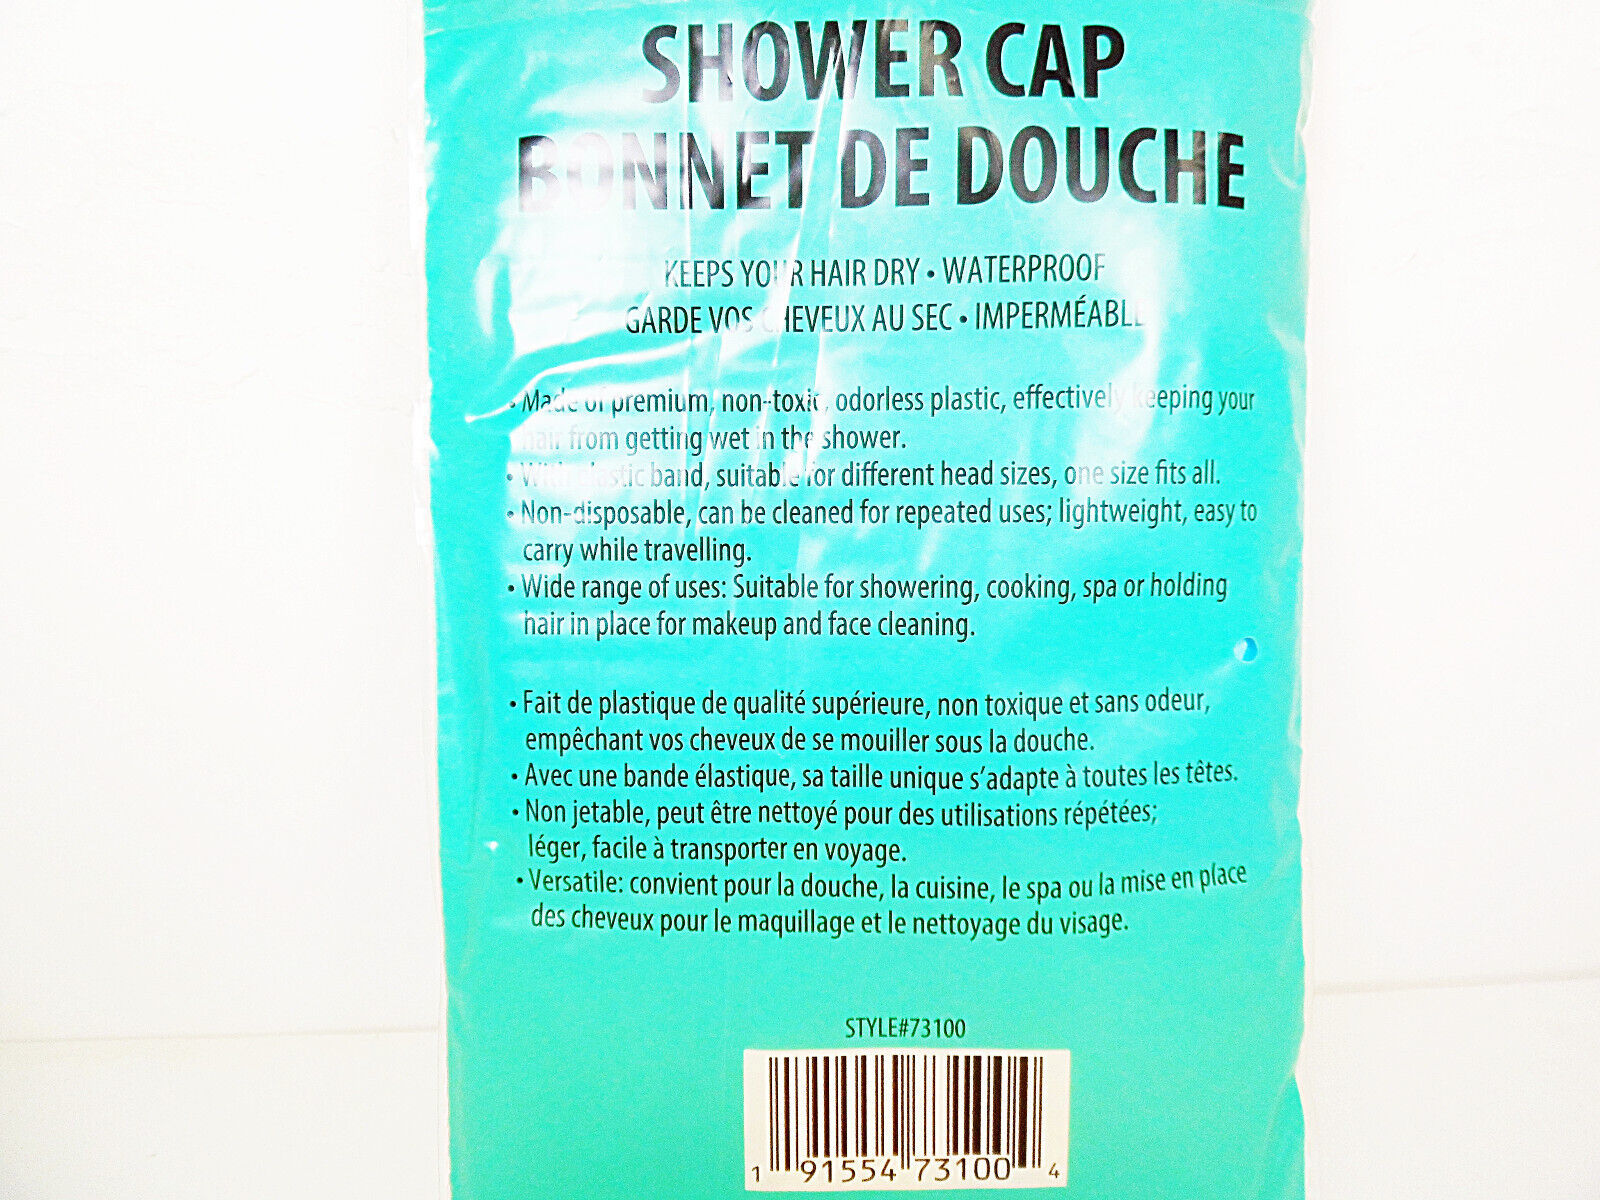 SHOWER CAP
BONNET DE DOUCHE
KEEPS YOUR HAIR DRY • WATERPROOF
GARDE VOS CHEVEUX AU SEC • IMPERMÉABLE
• Made of premium, non-toxic, odorless plastic, effectively keeping your
hair from getting wet in the shower.
• With elastic band, suitable for different head sizes, one size fits all.
• Non-disposable, can be cleaned for repeated uses; lightweight, easy to
carry while travelling.
• Wide range of uses: Suitable for showering, cooking, spa or holding
hair in place for makeup and face cleaning.
• Fait de plastique de qualité supérieure, non toxique et sans odeur,
empêchant vos cheveux de se mouiller sous la douche.
• Avec une bande élastique, sa taille unique s'adapte à toutes les têtes.
• Non jetable, peut être nettoyé pour des utilisations répétées;
léger, facile à transporter en voyage.
• Versatile: convient pour la douche, la cuisine, le spa ou la mise en place
des cheveux pour le maquillage et le nettoyage du visage.
STYLE#73100
1 91554 73100 4